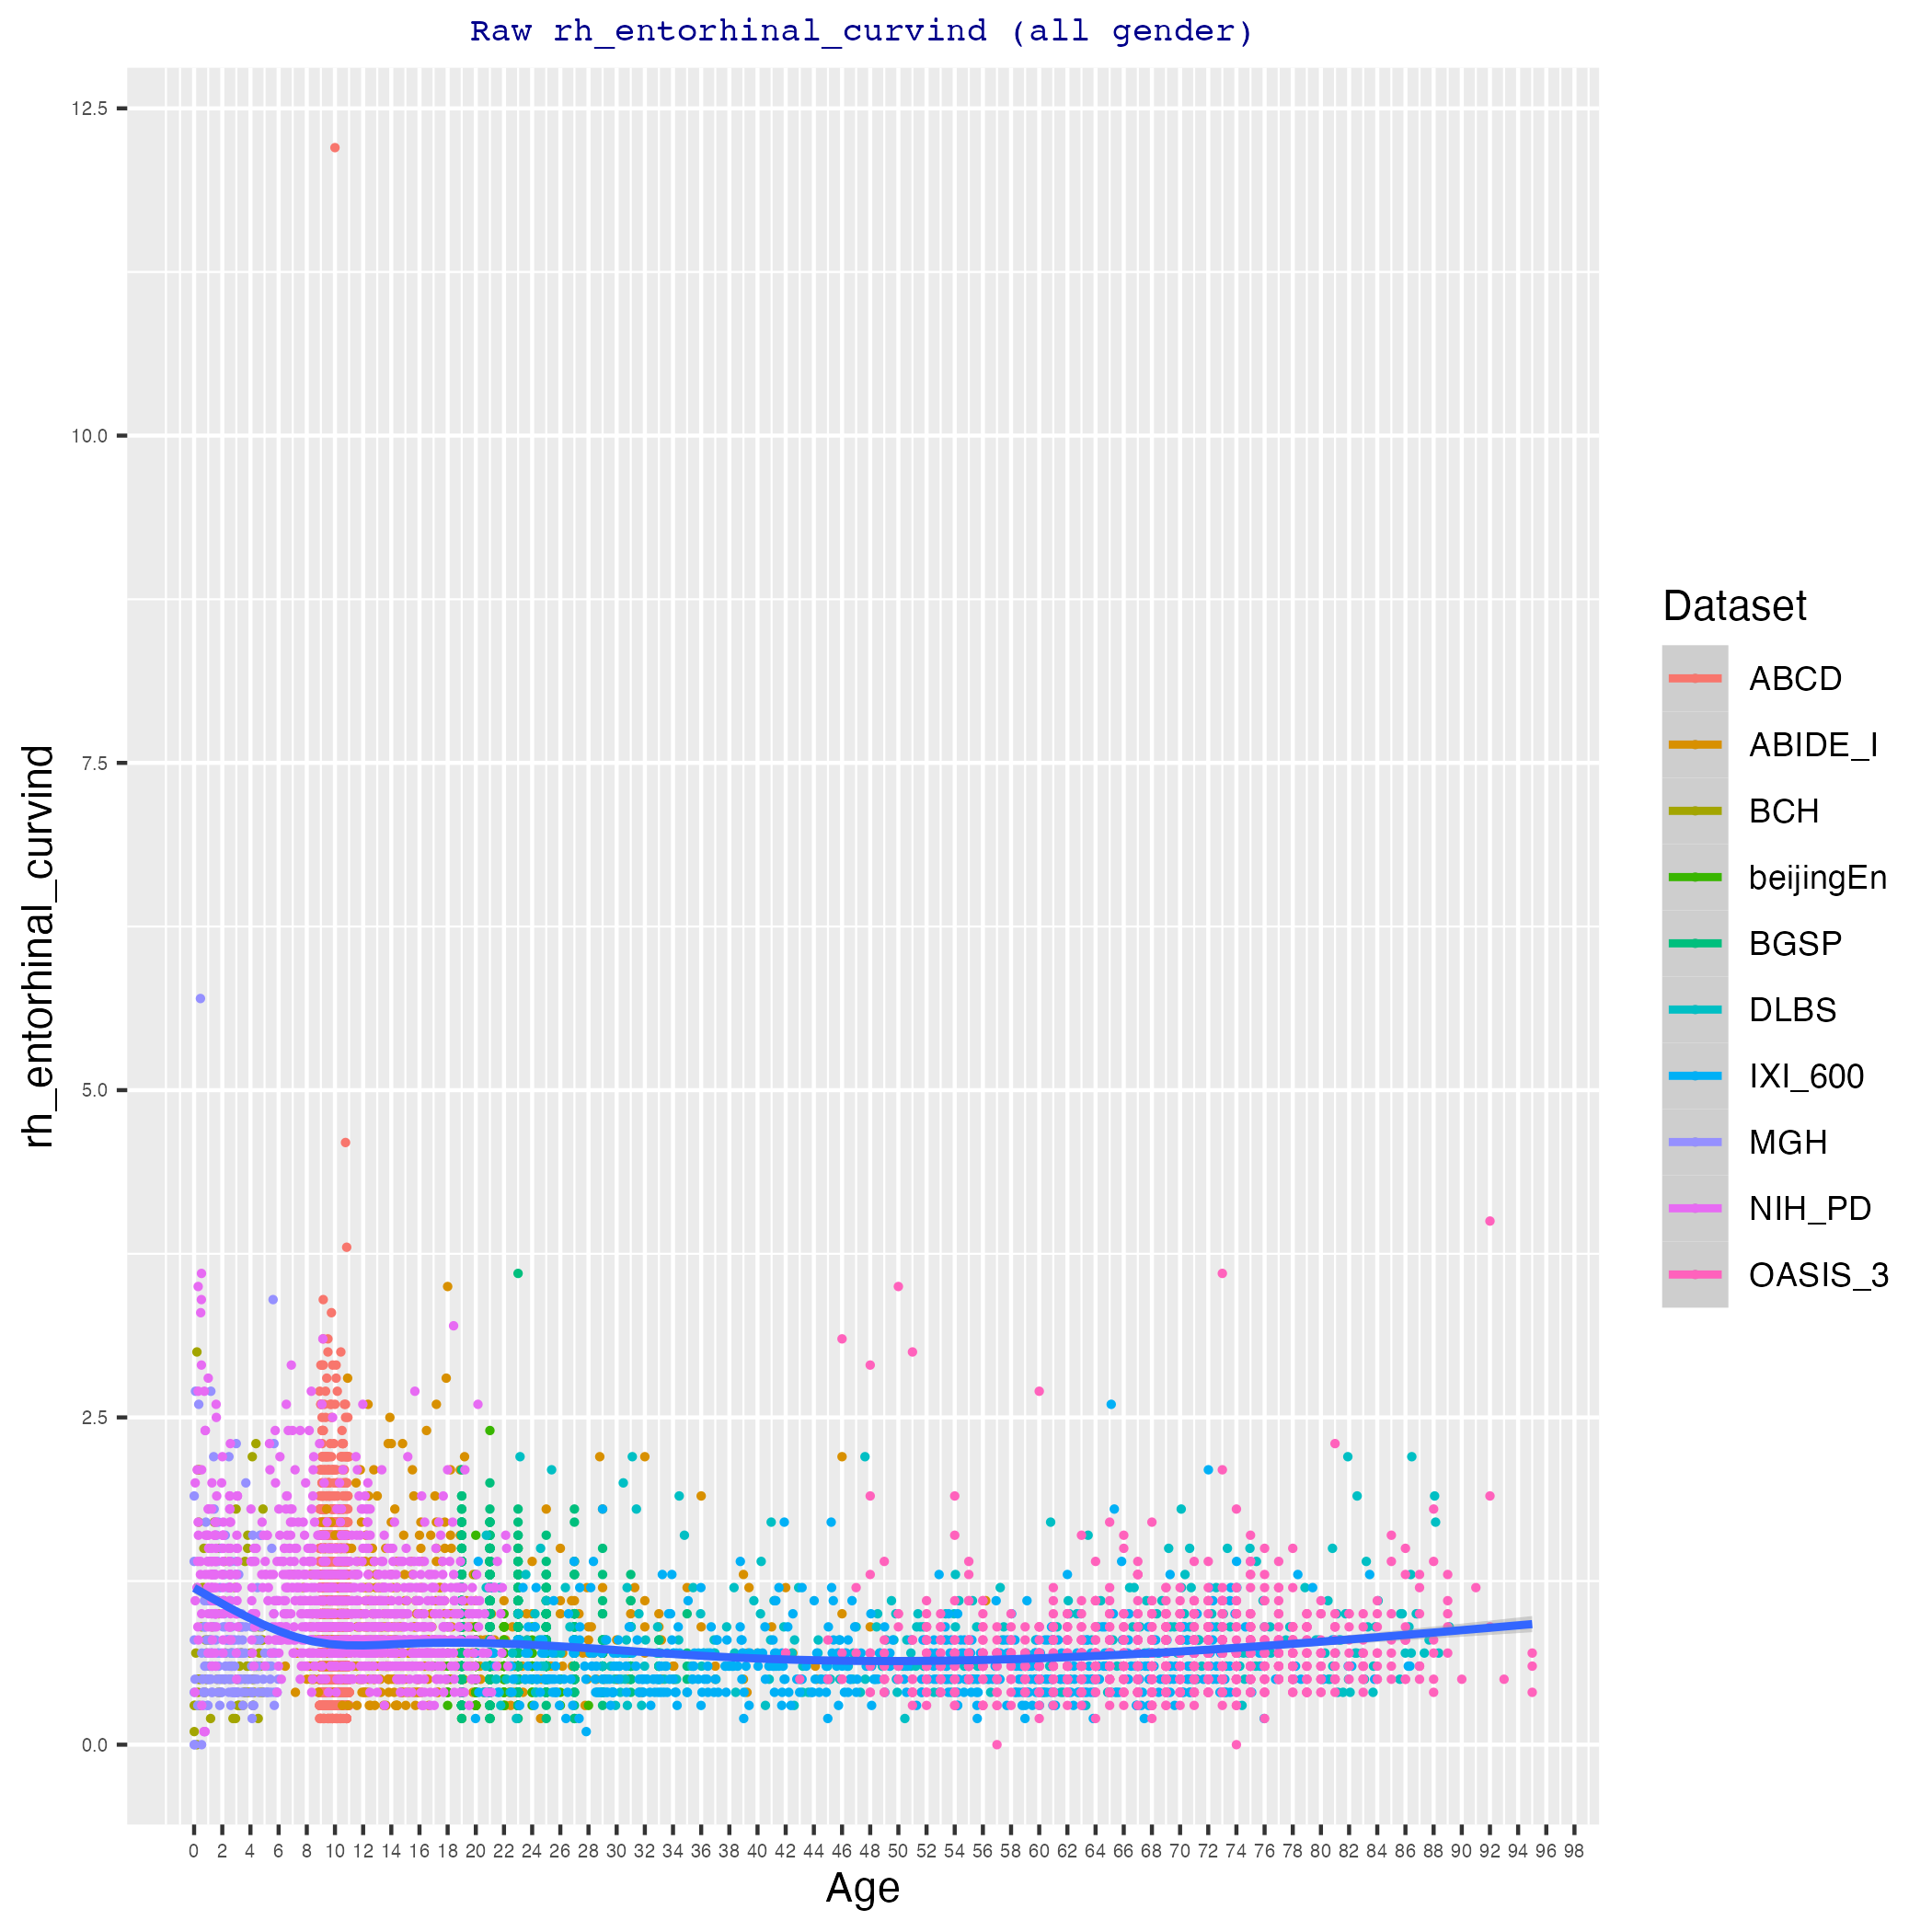 Raw rh_entorhinal_curvind (all gender)
12.5
10.0
7.5
5.0
2.5
0.0
rh_entorhinal_curvind
0 2 4 6 8 10 12 14 16 18 20 22 24 26 28 30 32 34 36 38 40 42 44 46 48 50 52 54 56 58 60 62 64 66 68 70 72 74 76 78 80 82 84 86 88 90 92 94 96 98
Age
Dataset
ABCD
ABIDE_I
BCH
beijingEn
BGSP
DLBS
IXI_600
MGH
NIH_PD
OASIS_3